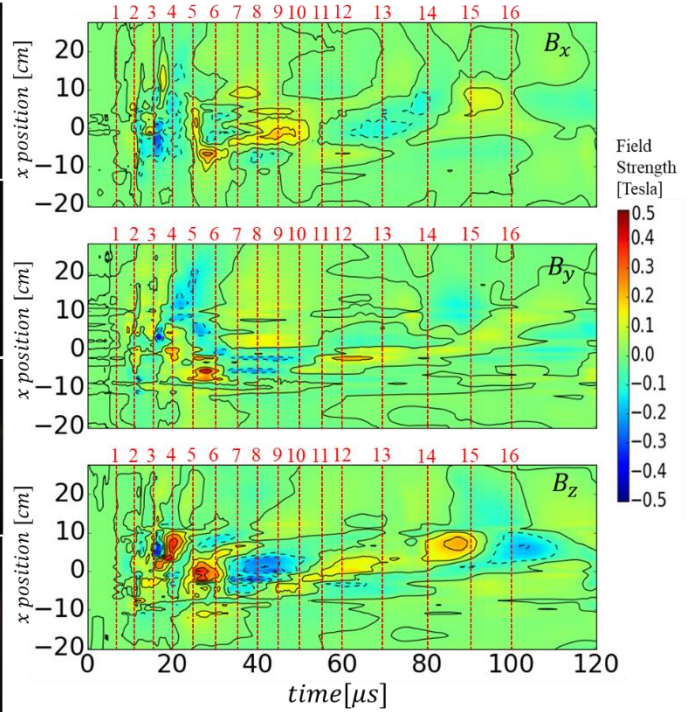 1 2 3 4 5 6 7 8 9 10 11 12 13 14 15 16
20
10
0
−10
−20
x position [cm]
Bx
1 2 3 4 5 6 7 8 9 10 11 12 13 14 15 16
20
10
0
−10
−20
x position [cm]
By
1 2 3 4 5 6 7 8 9 10 11 12 13 14 15 16
20
10
0
−10
−20
x position [cm]
Bz
0 20 40 60 80 100 120
time[μs]
Field
Strength
[Tesla]
0.5
0.4
0.3
0.2
0.1
0.0
−0.1
−0.2
−0.3
−0.4
−0.5